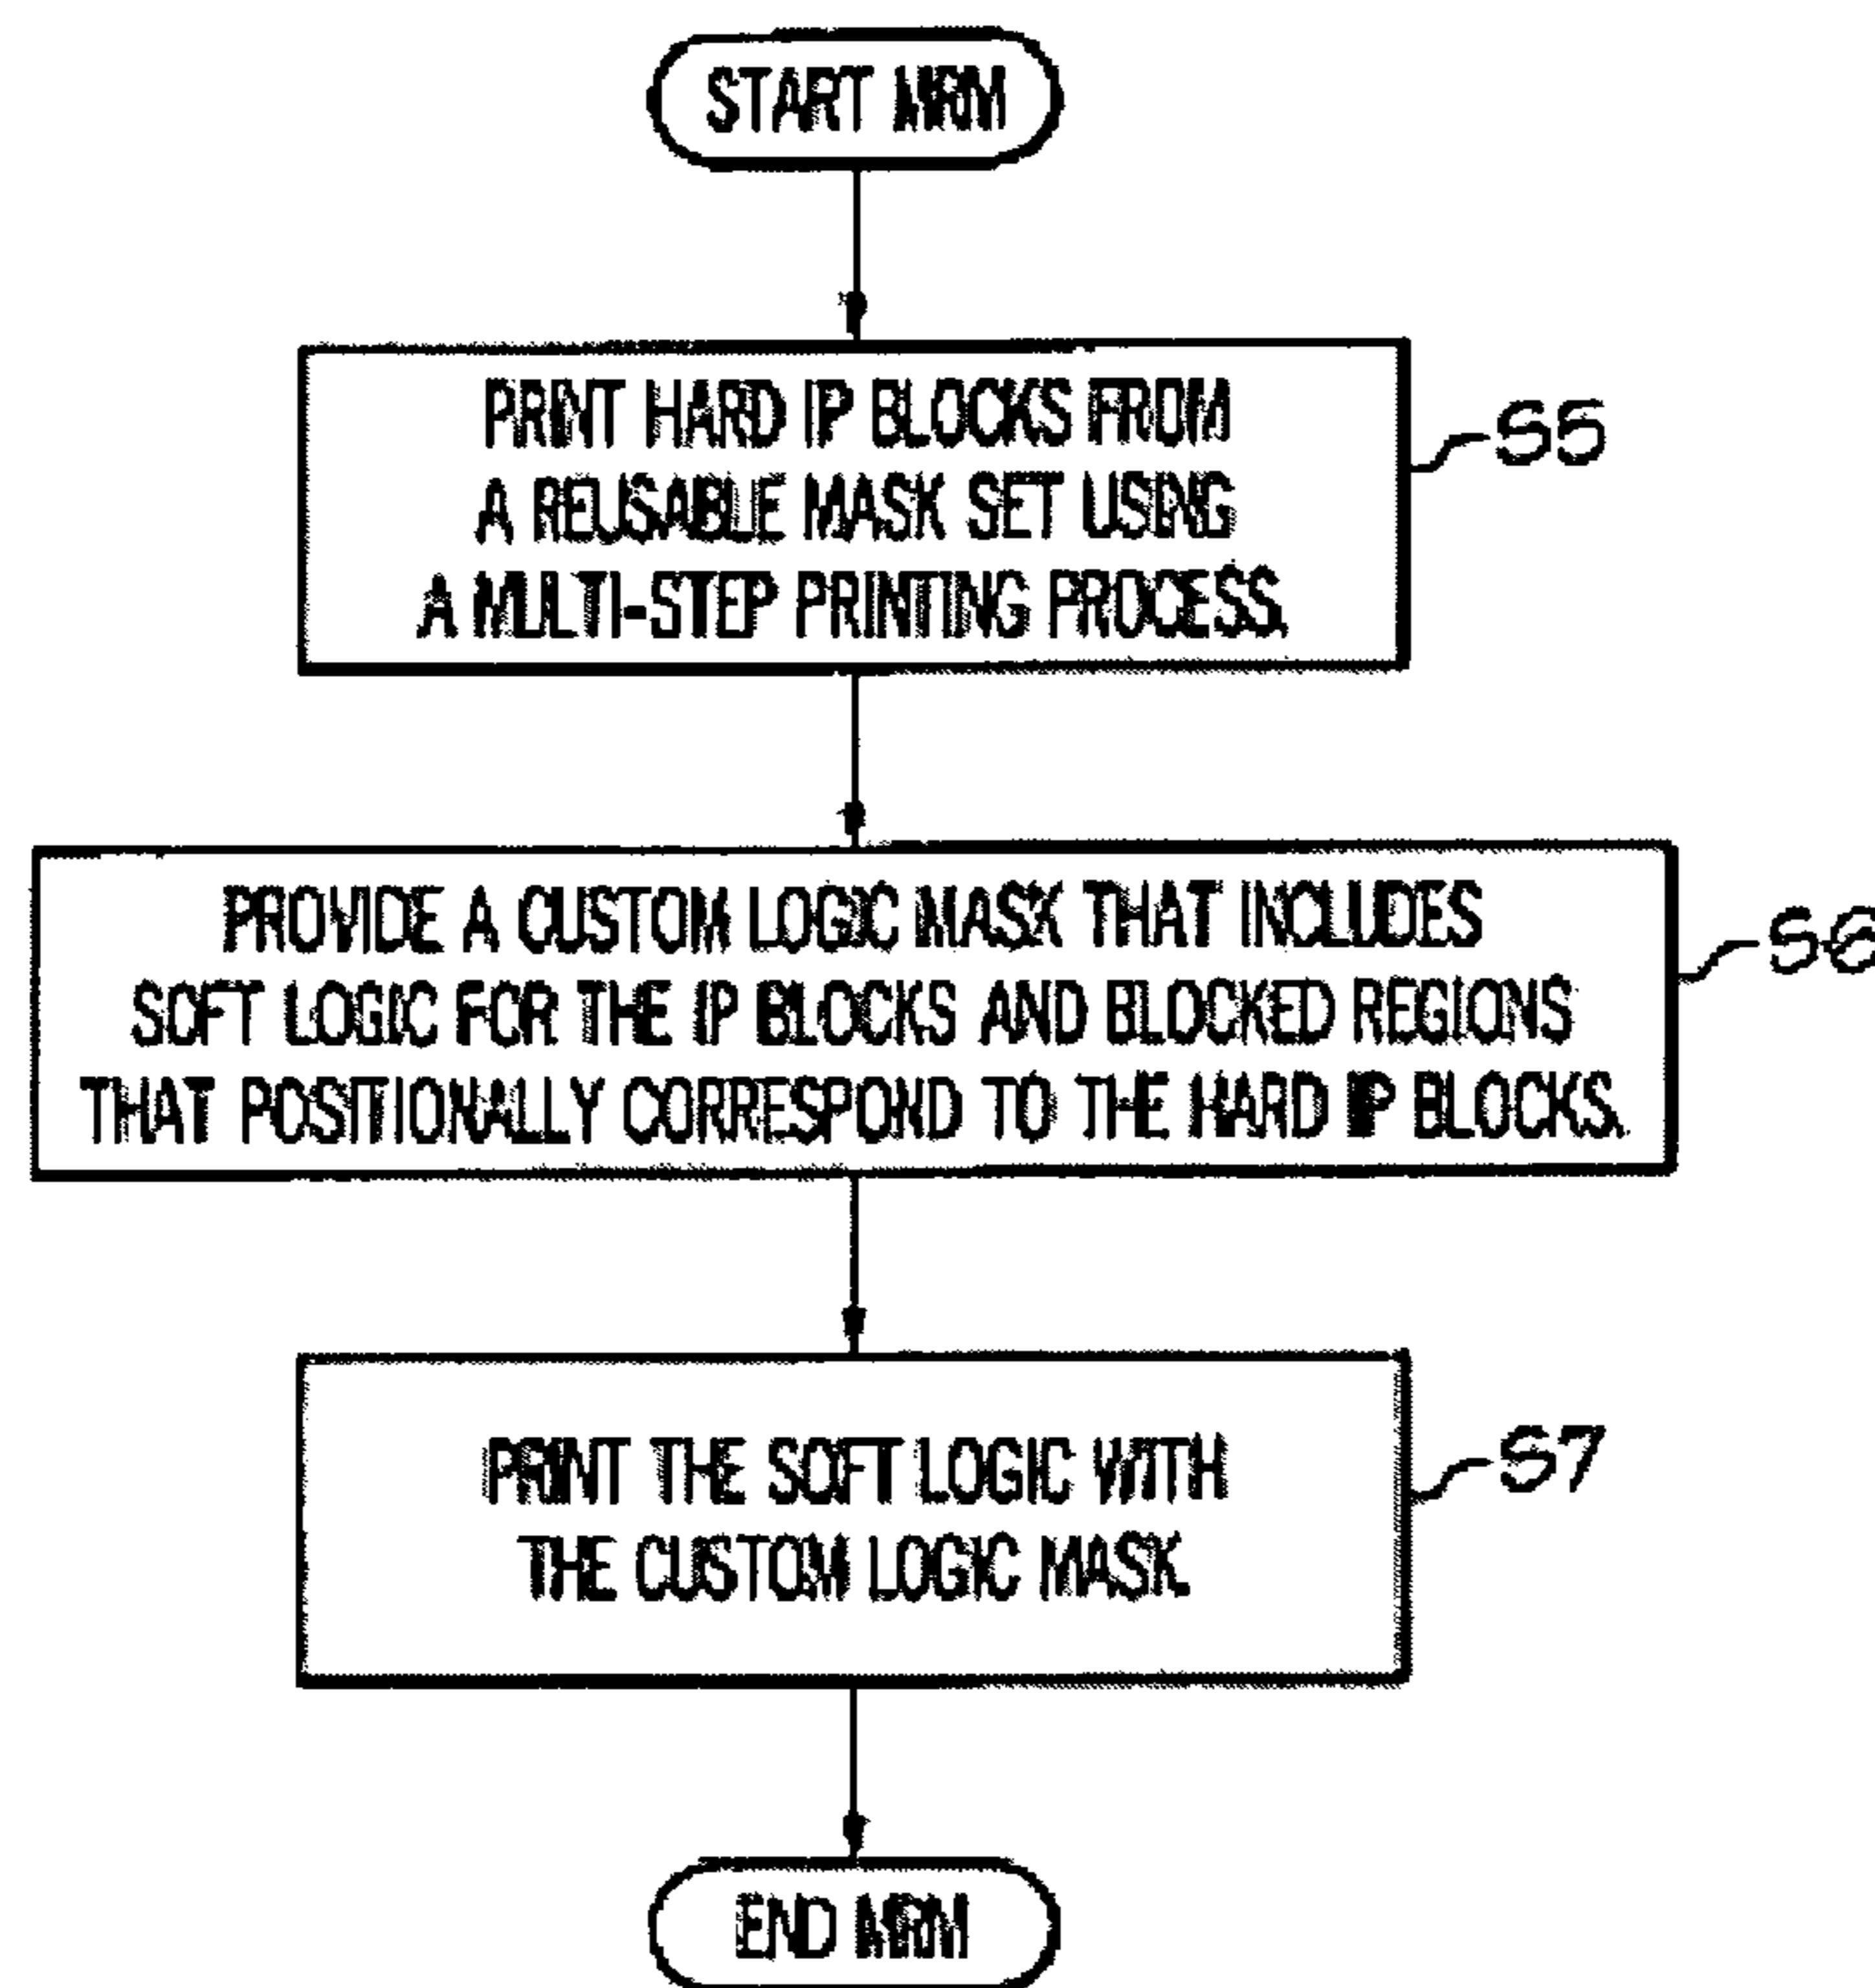 START MRM
PRINT HARD IP BLOCKS FROM
A REUSABLE MASK SET USING
A MULTI-STEP PRINTING PROCESS.
S5
PROVIDE A CUSTOM LOGIC MASK THAT INCLUDES
SOFT LOGIC FOR THE IP BLOCKS AND BLOCKED REGIONS
THAT POSITIONALLY CORRESPOND TO THE HARD IP BLOCKS.
S6
PRINT THE SOFT LOGIC WITH
THE CUSTOM LOGIC MASK.
S7
END MRM